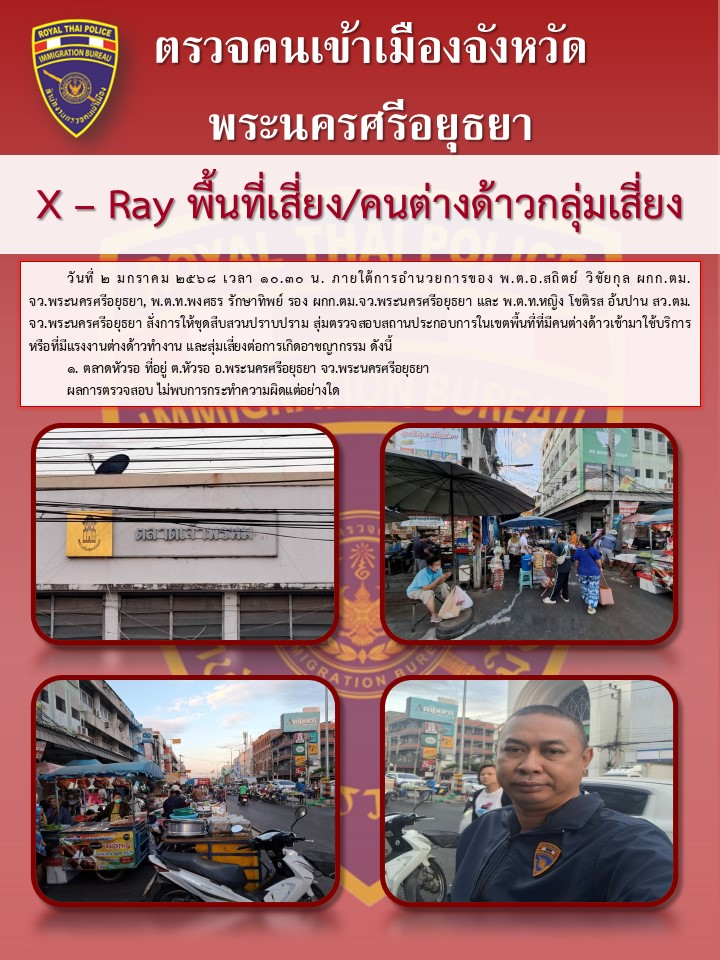 ROYAL THAI POLICE
IMMIGRATION BUREAU
สำนักงานตรวจคนเข้าเมือง
ตรวจคนเข้าเมืองจังหวัด
พระนครศรีอยุธยา
X – Ray พื้นที่เสี่ยง/คนต่างด้าวกลุ่มเสี่ยง
วันที่ ๒ มกราคม ๒๕๖๘ เวลา ๑๐.๓๐ น. ภายใต้การอำนวยการของ พ.ต.อ.สถิตย์ วิชัยกุล ผกก.ตม.
จว.พระนครศรีอยุธยา, พ.ต.ท.พงศธร รักษาทิพย์ รอง ผกก.ตม.จว.พระนครศรีอยุธยา และ พ.ต.ท.หญิง โชติรส อ้นปาน สว.ตม.
จว.พระนครศรีอยุธยา สั่งการให้ชุดสืบสวนปราบปราม สุ่มตรวจสอบสถานประกอบการในเขตพื้นที่ที่มีคนต่างด้าวเข้ามาใช้บริการ
หรือที่มีแรงงานต่างด้าวทำงาน และสุ่มเสี่ยงต่อการเกิดอาชญากรรม ดังนี้
๑. ตลาดหัวรอ ที่อยู่ ต.หัวรอ อ.พระนครศรีอยุธยา จว.พระนครศรีอยุธยา
ผลการตรวจสอบ ไม่พบการกระทำความผิดแต่อย่างใด
ตลาดเจ้าพรหม
Amporn
Amporn
ROYAL THAI POLICE
IMMIGRATION BUREAU